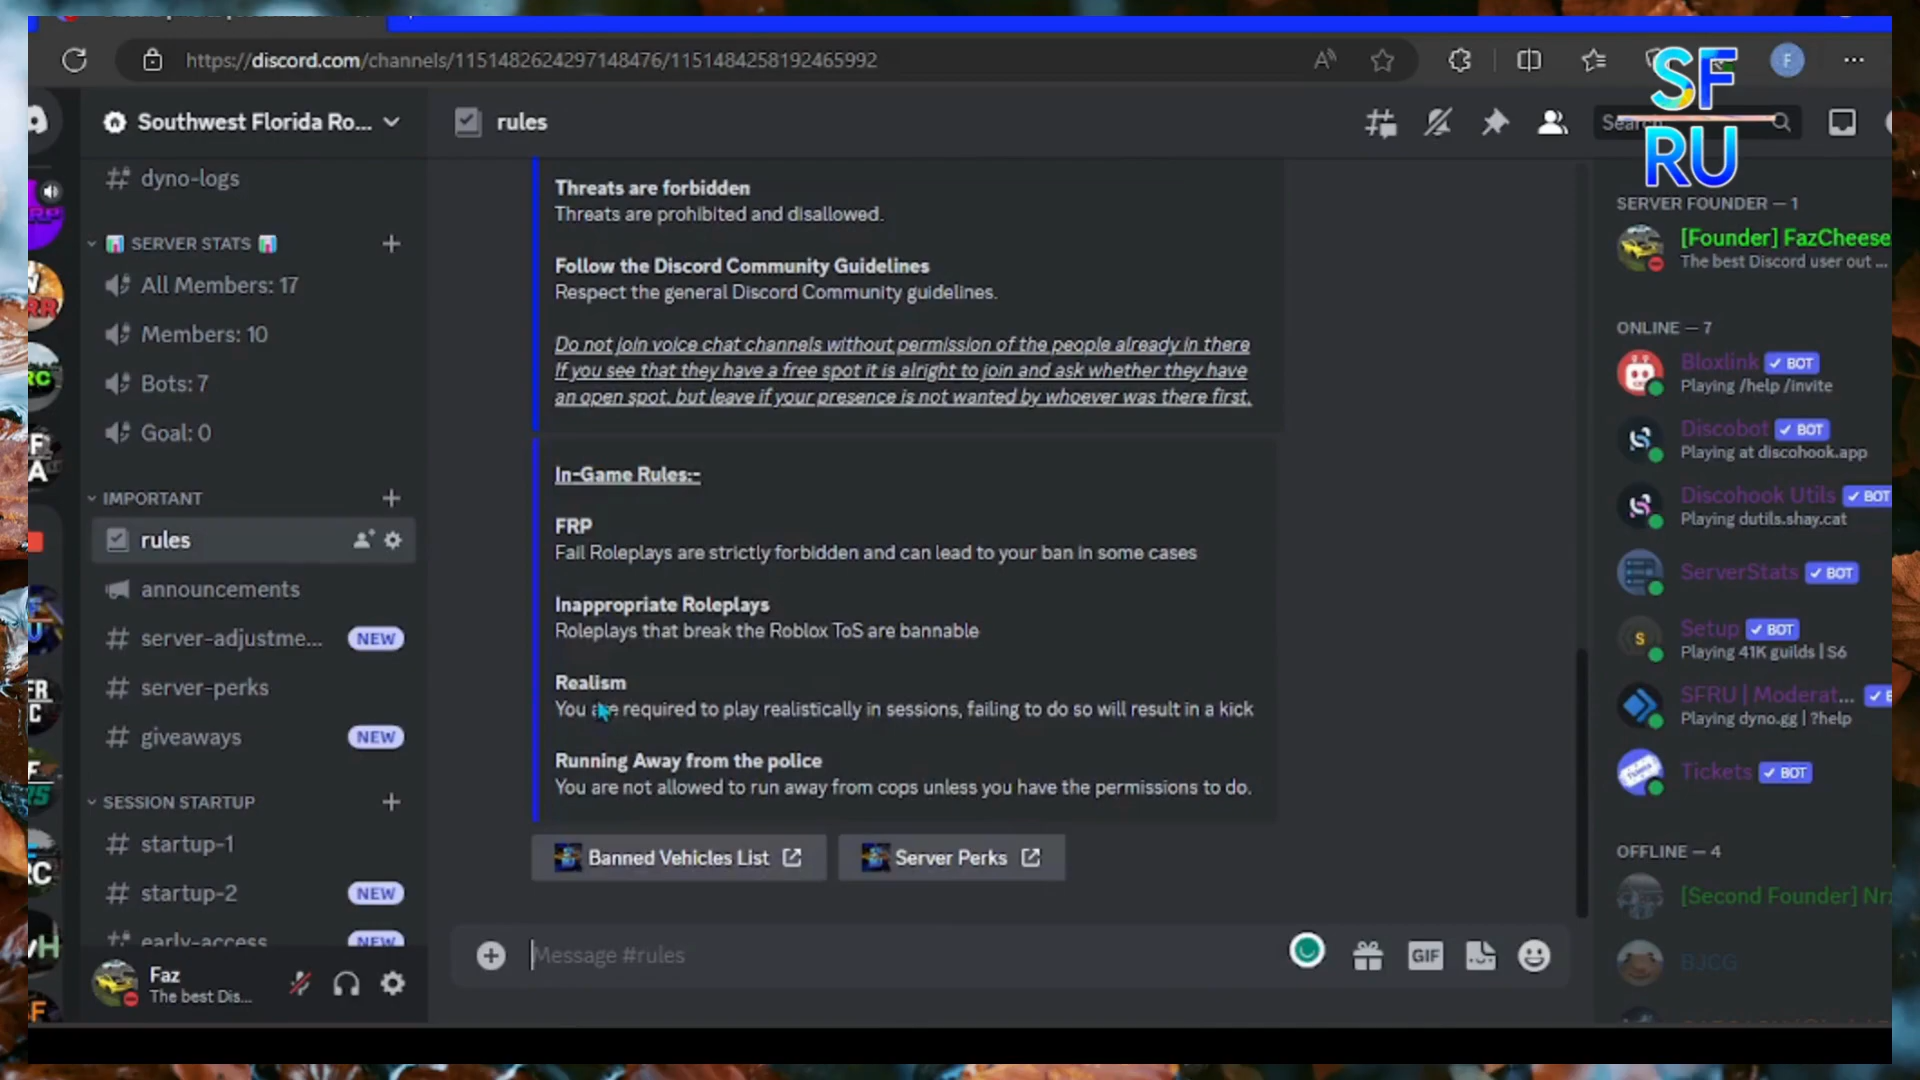 https://discord.com/channels/1151482624297148476/1151484258192465992
F
SF
RU
Southwest Florida Ro...
rules
Search
dyno-logs
SERVER STATS
All Members: 17
Members: 10
Bots: 7
Goal: 0
IMPORTANT
rules
announcements
server-adjustme...
NEW
server-perks
giveaways
NEW
SESSION STARTUP
startup-1
startup-2
NEW
early-access
NEW
Faz
The best Dis...
Threats are forbidden
Threats are prohibited and disallowed.
Follow the Discord Community Guidelines
Respect the general Discord Community guidelines.
Do not join voice chat channels without permission of the people already in there
If you see that they have a free spot it is alright to join and ask whether they have
an open spot, but leave if your presence is not wanted by whoever was there first.
In-Game Rules:-
FRP
Fail Roleplays are strictly forbidden and can lead to your ban in some cases
Inappropriate Roleplays
Roleplays that break the Roblox ToS are bannable
Realism
You are required to play realistically in sessions, failing to do so will result in a kick
Running Away from the police
You are not allowed to run away from cops unless you have the permissions to do.
Banned Vehicles List
Server Perks
Message #rules
GIF
SERVER FOUNDER — 1
[Founder] FazCheese
The best Discord user out ...
ONLINE — 7
Bloxlink
BOT
Playing /help /invite
Discobot
BOT
Playing at discohook.app
Discohook Utils
BOT
Playing dutils.shay.cat
ServerStats
BOT
Setup
BOT
Playing 41K guilds | S6
SFRU | Moderat...
Playing dyno.gg | ?help
Tickets
BOT
OFFLINE — 4
[Second Founder] Nr
BJCG